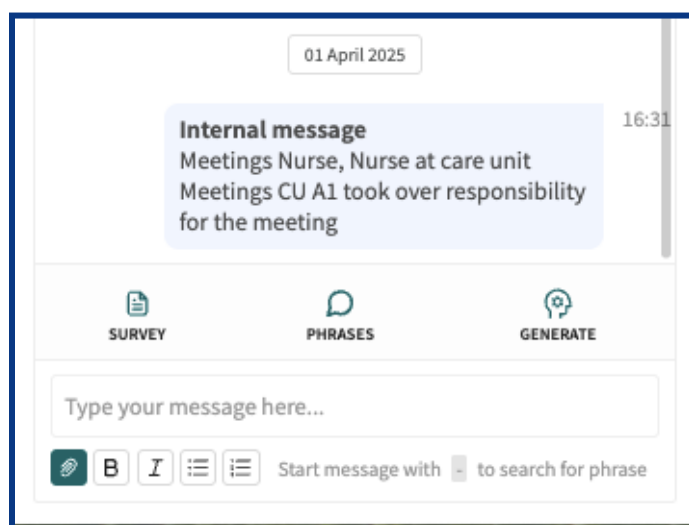 01 April 2025
Internal message
16:31
Meetings Nurse, Nurse at care unit
Meetings CU A1 took over responsibility
for the meeting
SURVEY
PHRASES
GENERATE
Type your message here...
B I Start message with - to search for phrase